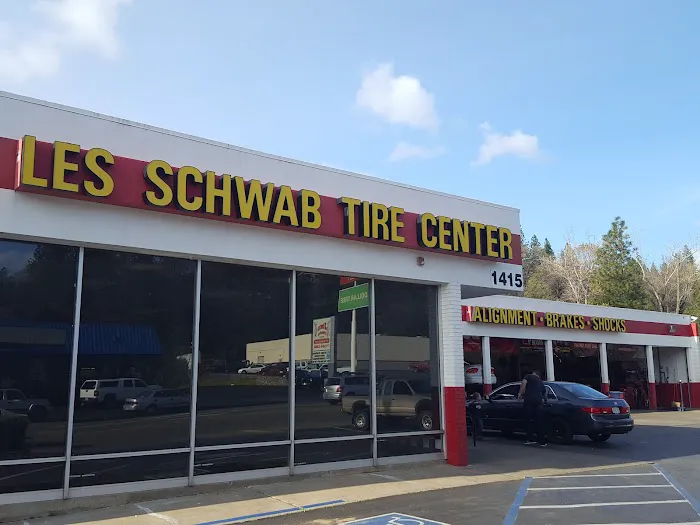 LES SCHWAB TIRE CENTER
1415
ALIGNMENT • BRAKES • SHOCKS